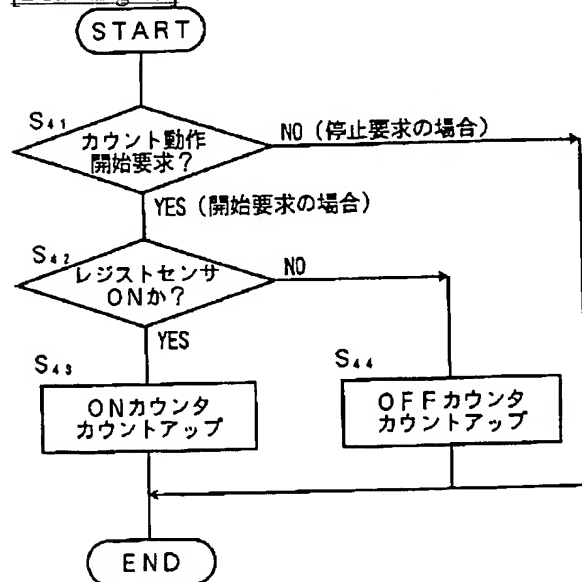 START
S41
カウント動作
開始要求?
NO (停止要求の場合)
YES (開始要求の場合)
S42
レジストセンサ
ONか?
NO
YES
S43
ONカウンタ
カウントアップ
S44
OFFカウンタ
カウントアップ
END